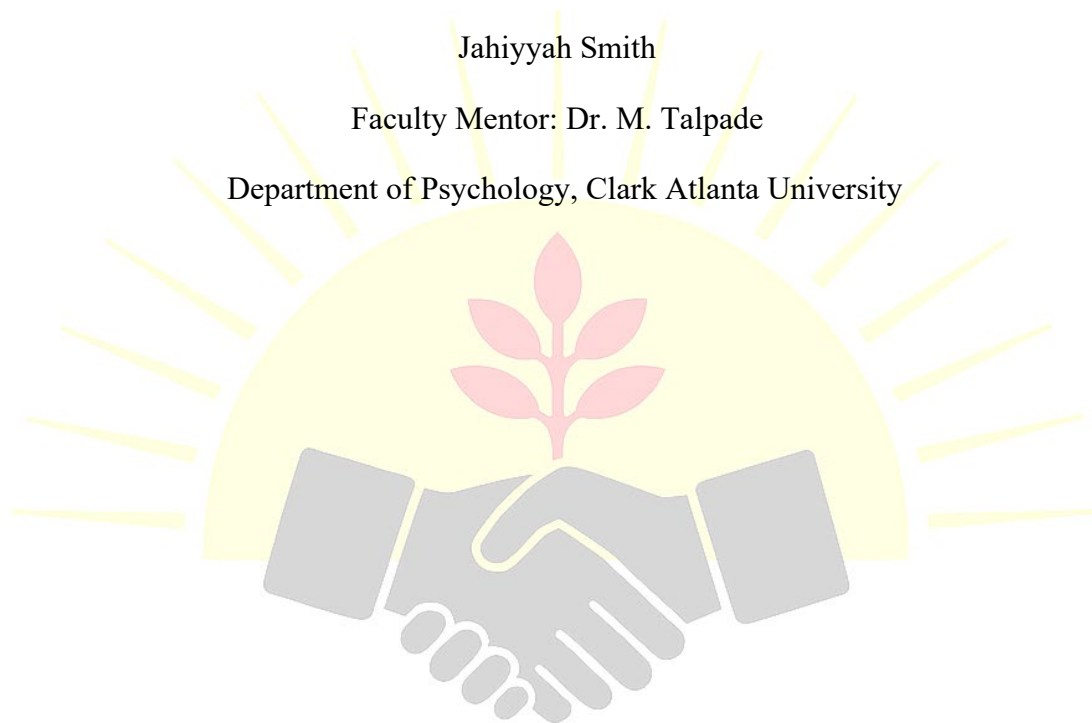 Jahiyyah Smith
Faculty Mentor: Dr. M. Talpade
Department of Psychology, Clark Atlanta University